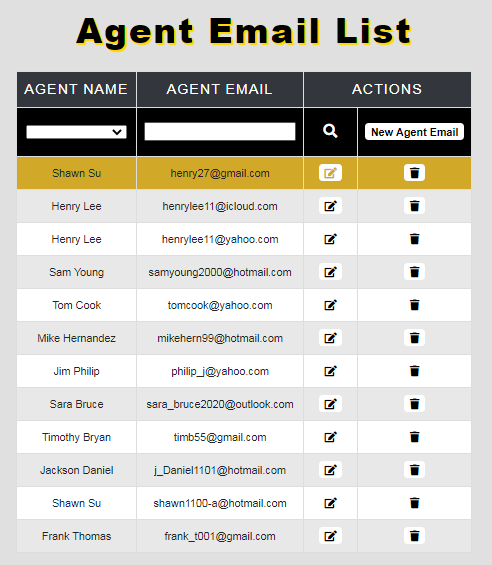 Agent Email List
AGENT NAME AGENT EMAIL ACTIONS
New Agent Email
Shawn Su henry27@gmail.com
Henry Lee henrylee11@icloud.com
Henry Lee henrylee11@yahoo.com
Sam Young samyoung2000@hotmail.com
Tom Cook tomcook@yahoo.com
Mike Hernandez mikehern99@hotmail.com
Jim Philip philip_j@yahoo.com
Sara Bruce sara_bruce2020@outlook.com
Timothy Bryan timb55@gmail.com
Jackson Daniel j_Daniel1101@hotmail.com
Shawn Su shawn1100-a@hotmail.com
Frank Thomas frank_t001@gmail.com